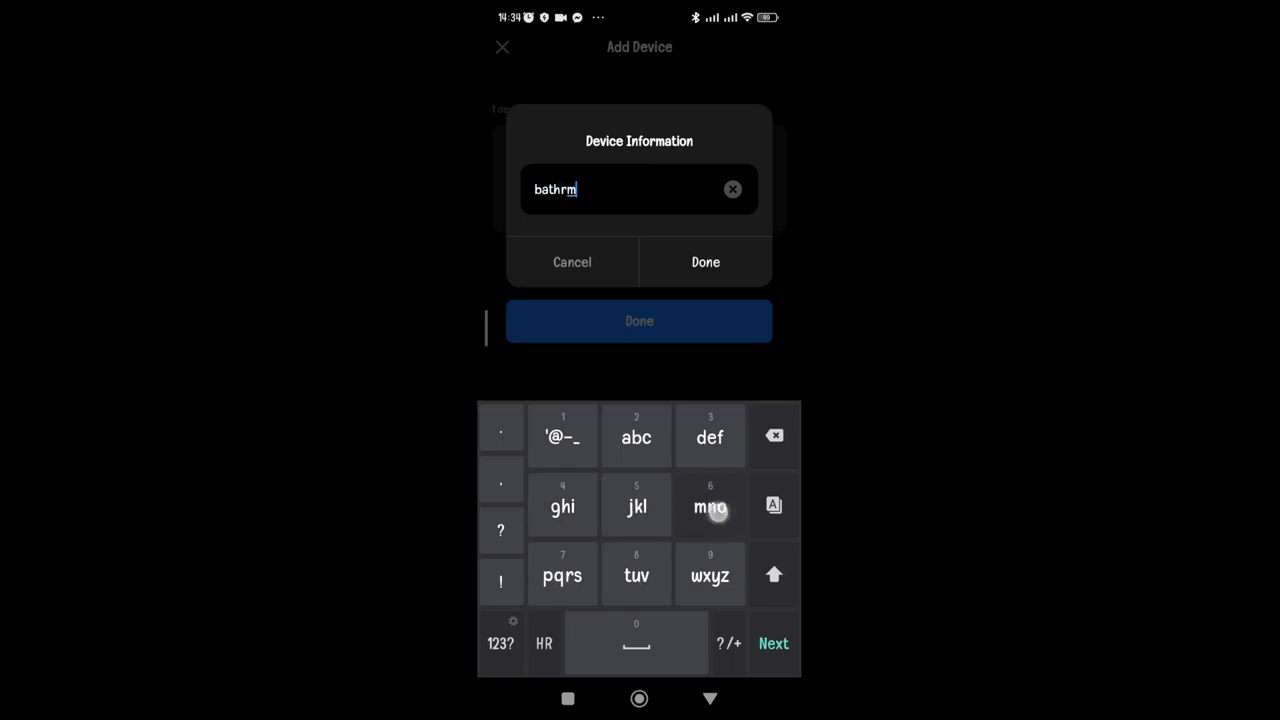 14:34 ... 49
Add Device
Device Information
bathrm
Cancel Done
Done
. 1 '@-_ 2 abc 3 def
. 4 ghi 5 jkl 6 mno A
?
7 pqrs 8 tuv 9 wxyz
!
123? HR 0 ?/+ Next